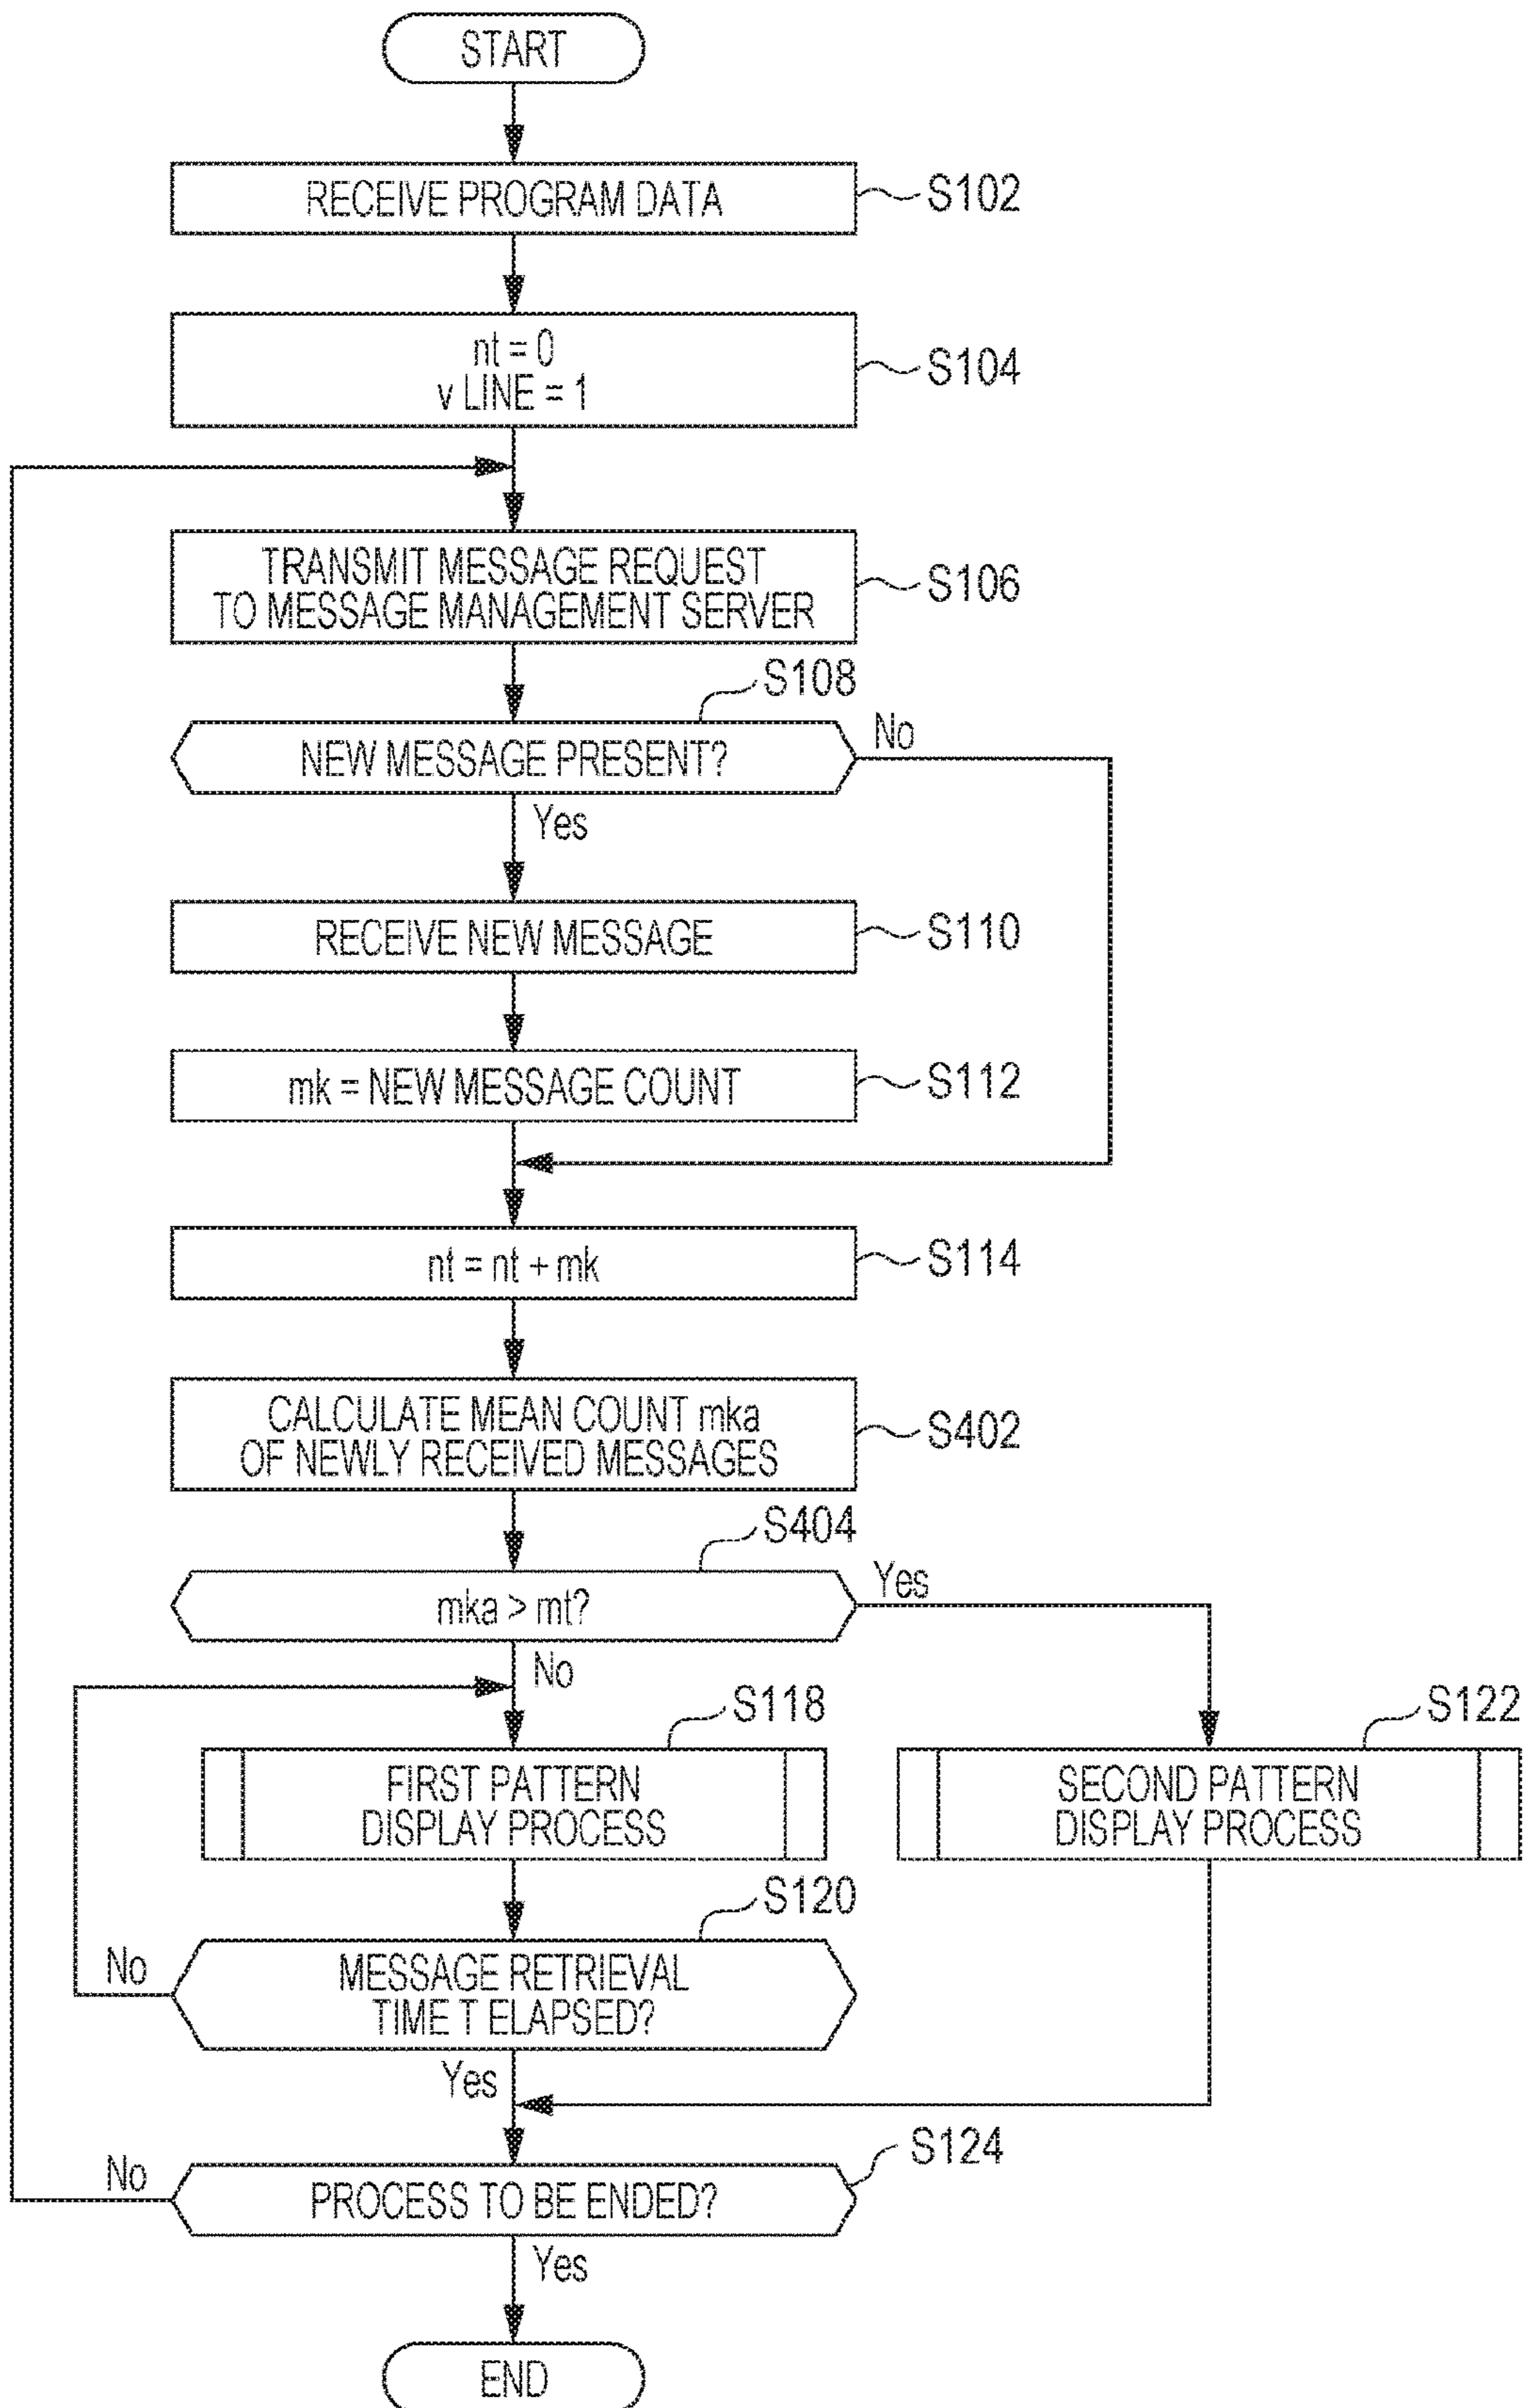 START
RECEIVE PROGRAM DATA
S102
nt = 0
v LINE = 1
S104
TRANSMIT MESSAGE REQUEST
TO MESSAGE MANAGEMENT SERVER
S106
S108
NEW MESSAGE PRESENT?
No
Yes
RECEIVE NEW MESSAGE
S110
mk = NEW MESSAGE COUNT
S112
nt = nt + mk
S114
CALCULATE MEAN COUNT mka
OF NEWLY RECEIVED MESSAGES
S402
S404
mka > mt?
Yes
No
S118
FIRST PATTERN
DISPLAY PROCESS
S122
SECOND PATTERN
DISPLAY PROCESS
S120
MESSAGE RETRIEVAL
TIME T ELAPSED?
No
Yes
S124
PROCESS TO BE ENDED?
No
Yes
END